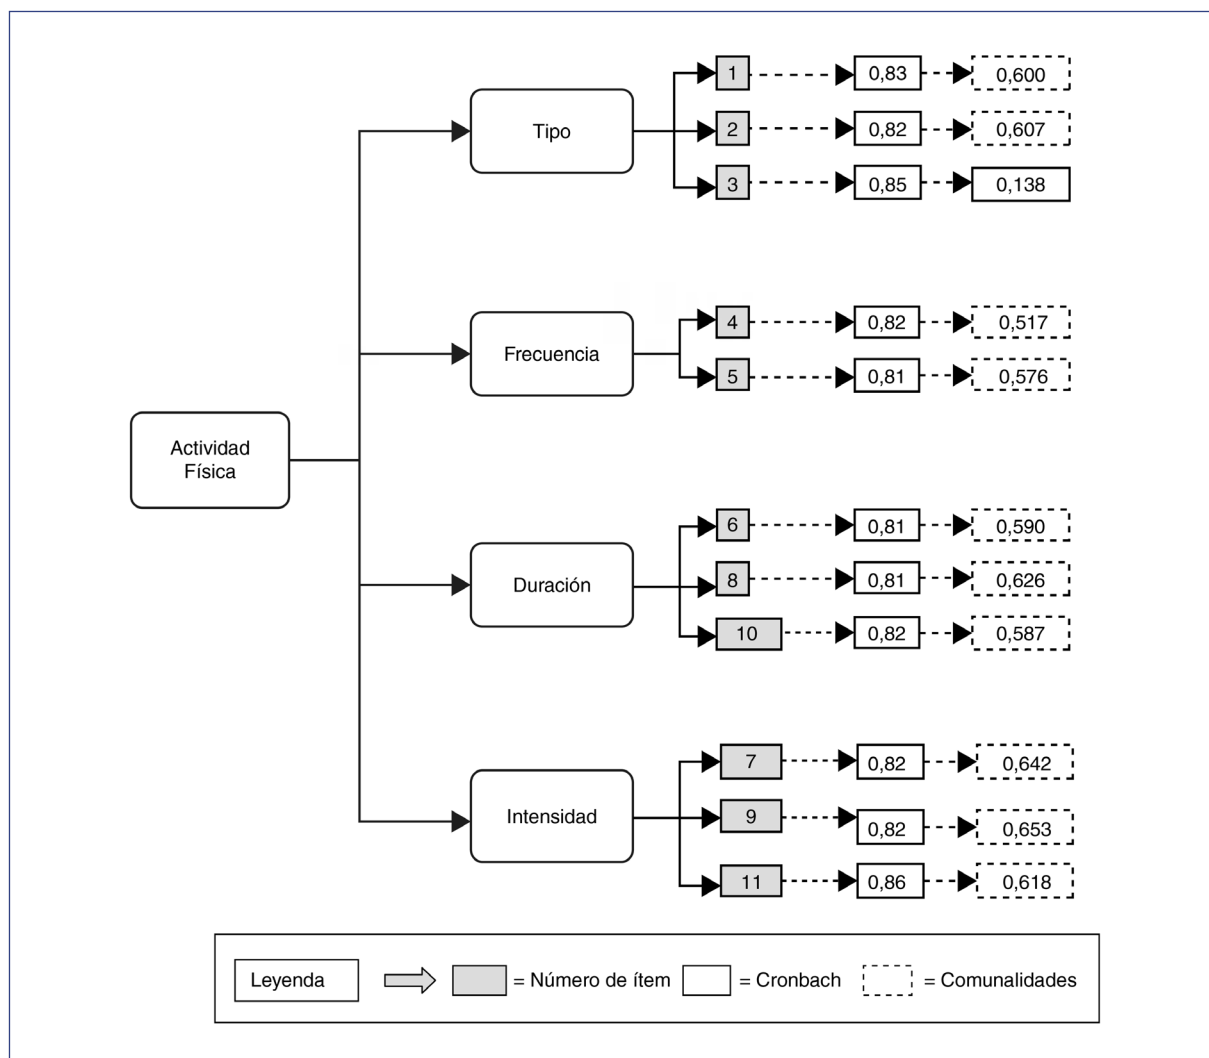 Tipo
1 0,83 0,600
2 0,82 0,607
3 0,85 0,138
Frecuencia
4 0,82 0,517
5 0,81 0,576
Actividad
Física
Duración
6 0,81 0,590
8 0,81 0,626
10 0,82 0,587
Intensidad
7 0,82 0,642
9 0,82 0,653
11 0,86 0,618
Leyenda = Número de ítem = Cronbach = Comunalidades